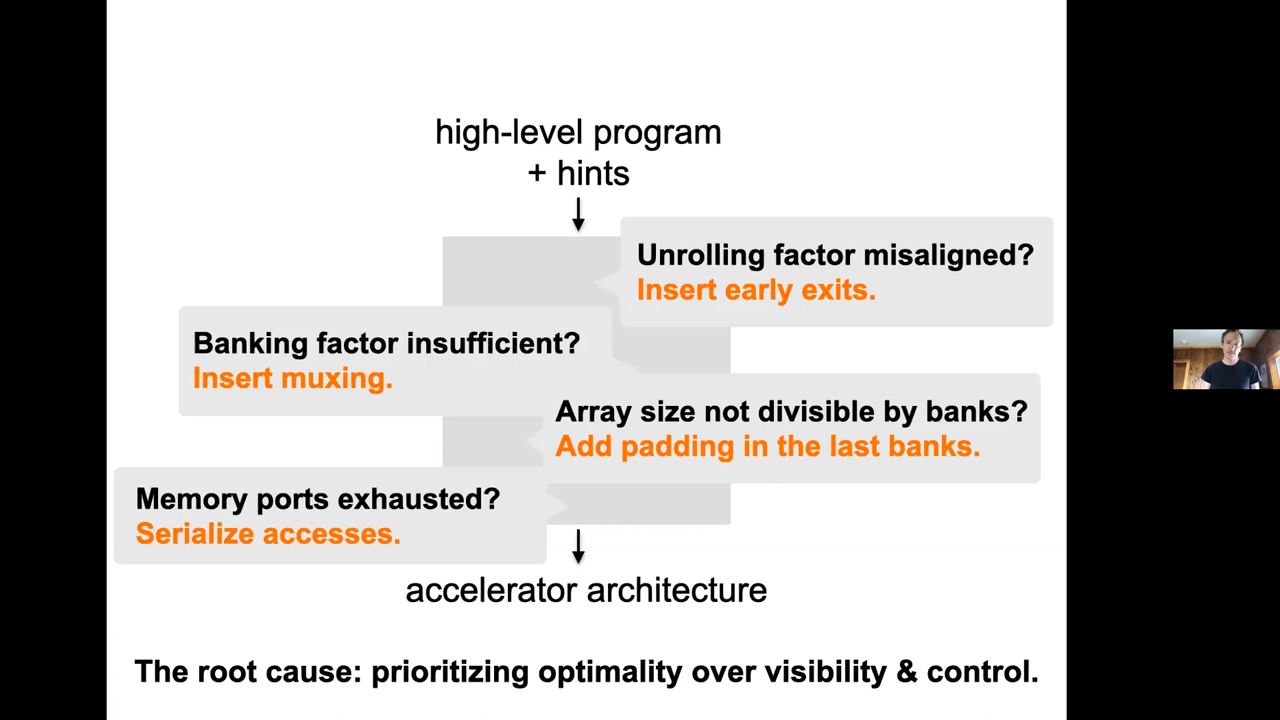 high-level program
+ hints
Unrolling factor misaligned?
Insert early exits.
Banking factor insufficient?
Insert muxing.
Array size not divisible by banks?
Add padding in the last banks.
Memory ports exhausted?
Serialize accesses.
accelerator architecture
The root cause: prioritizing optimality over visibility & control.